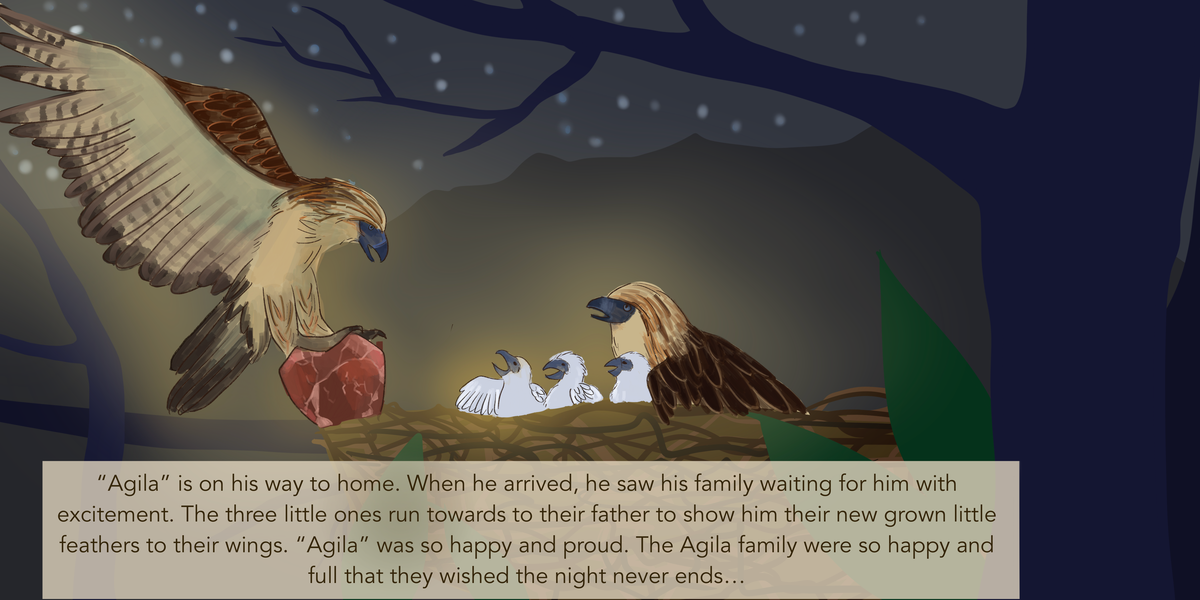 “Agila” is on his way to home. When he arrived, he saw his family waiting for him with
excitement. The three little ones run towards to their father to show him their new grown little
feathers to their wings. “Agila” was so happy and proud. The Agila family were so happy and
full that they wished the night never ends…